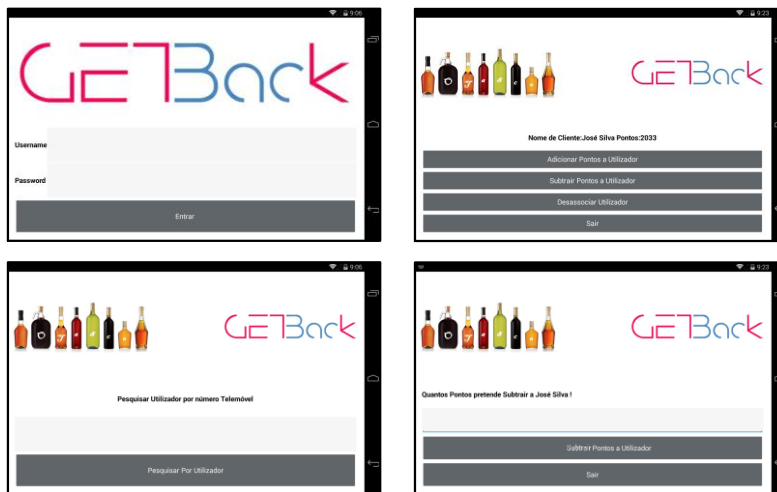 9:06
GETBack
Username
Password
Entrar
9:23
GETBack
Nome de Cliente:José Silva Pontos:2033
Adicionar Pontos a Utilizador
Subtrair Pontos a Utilizador
Desassociar Utilizador
Sair
9:06
GETBack
Pesquisar Utilizador por número Telemóvel
Pesquisar Por Utilizador
9:23
GETBack
Quantos Pontos pretende Subtrair a José Silva !
Subtrair Pontos a Utilizador
Sair